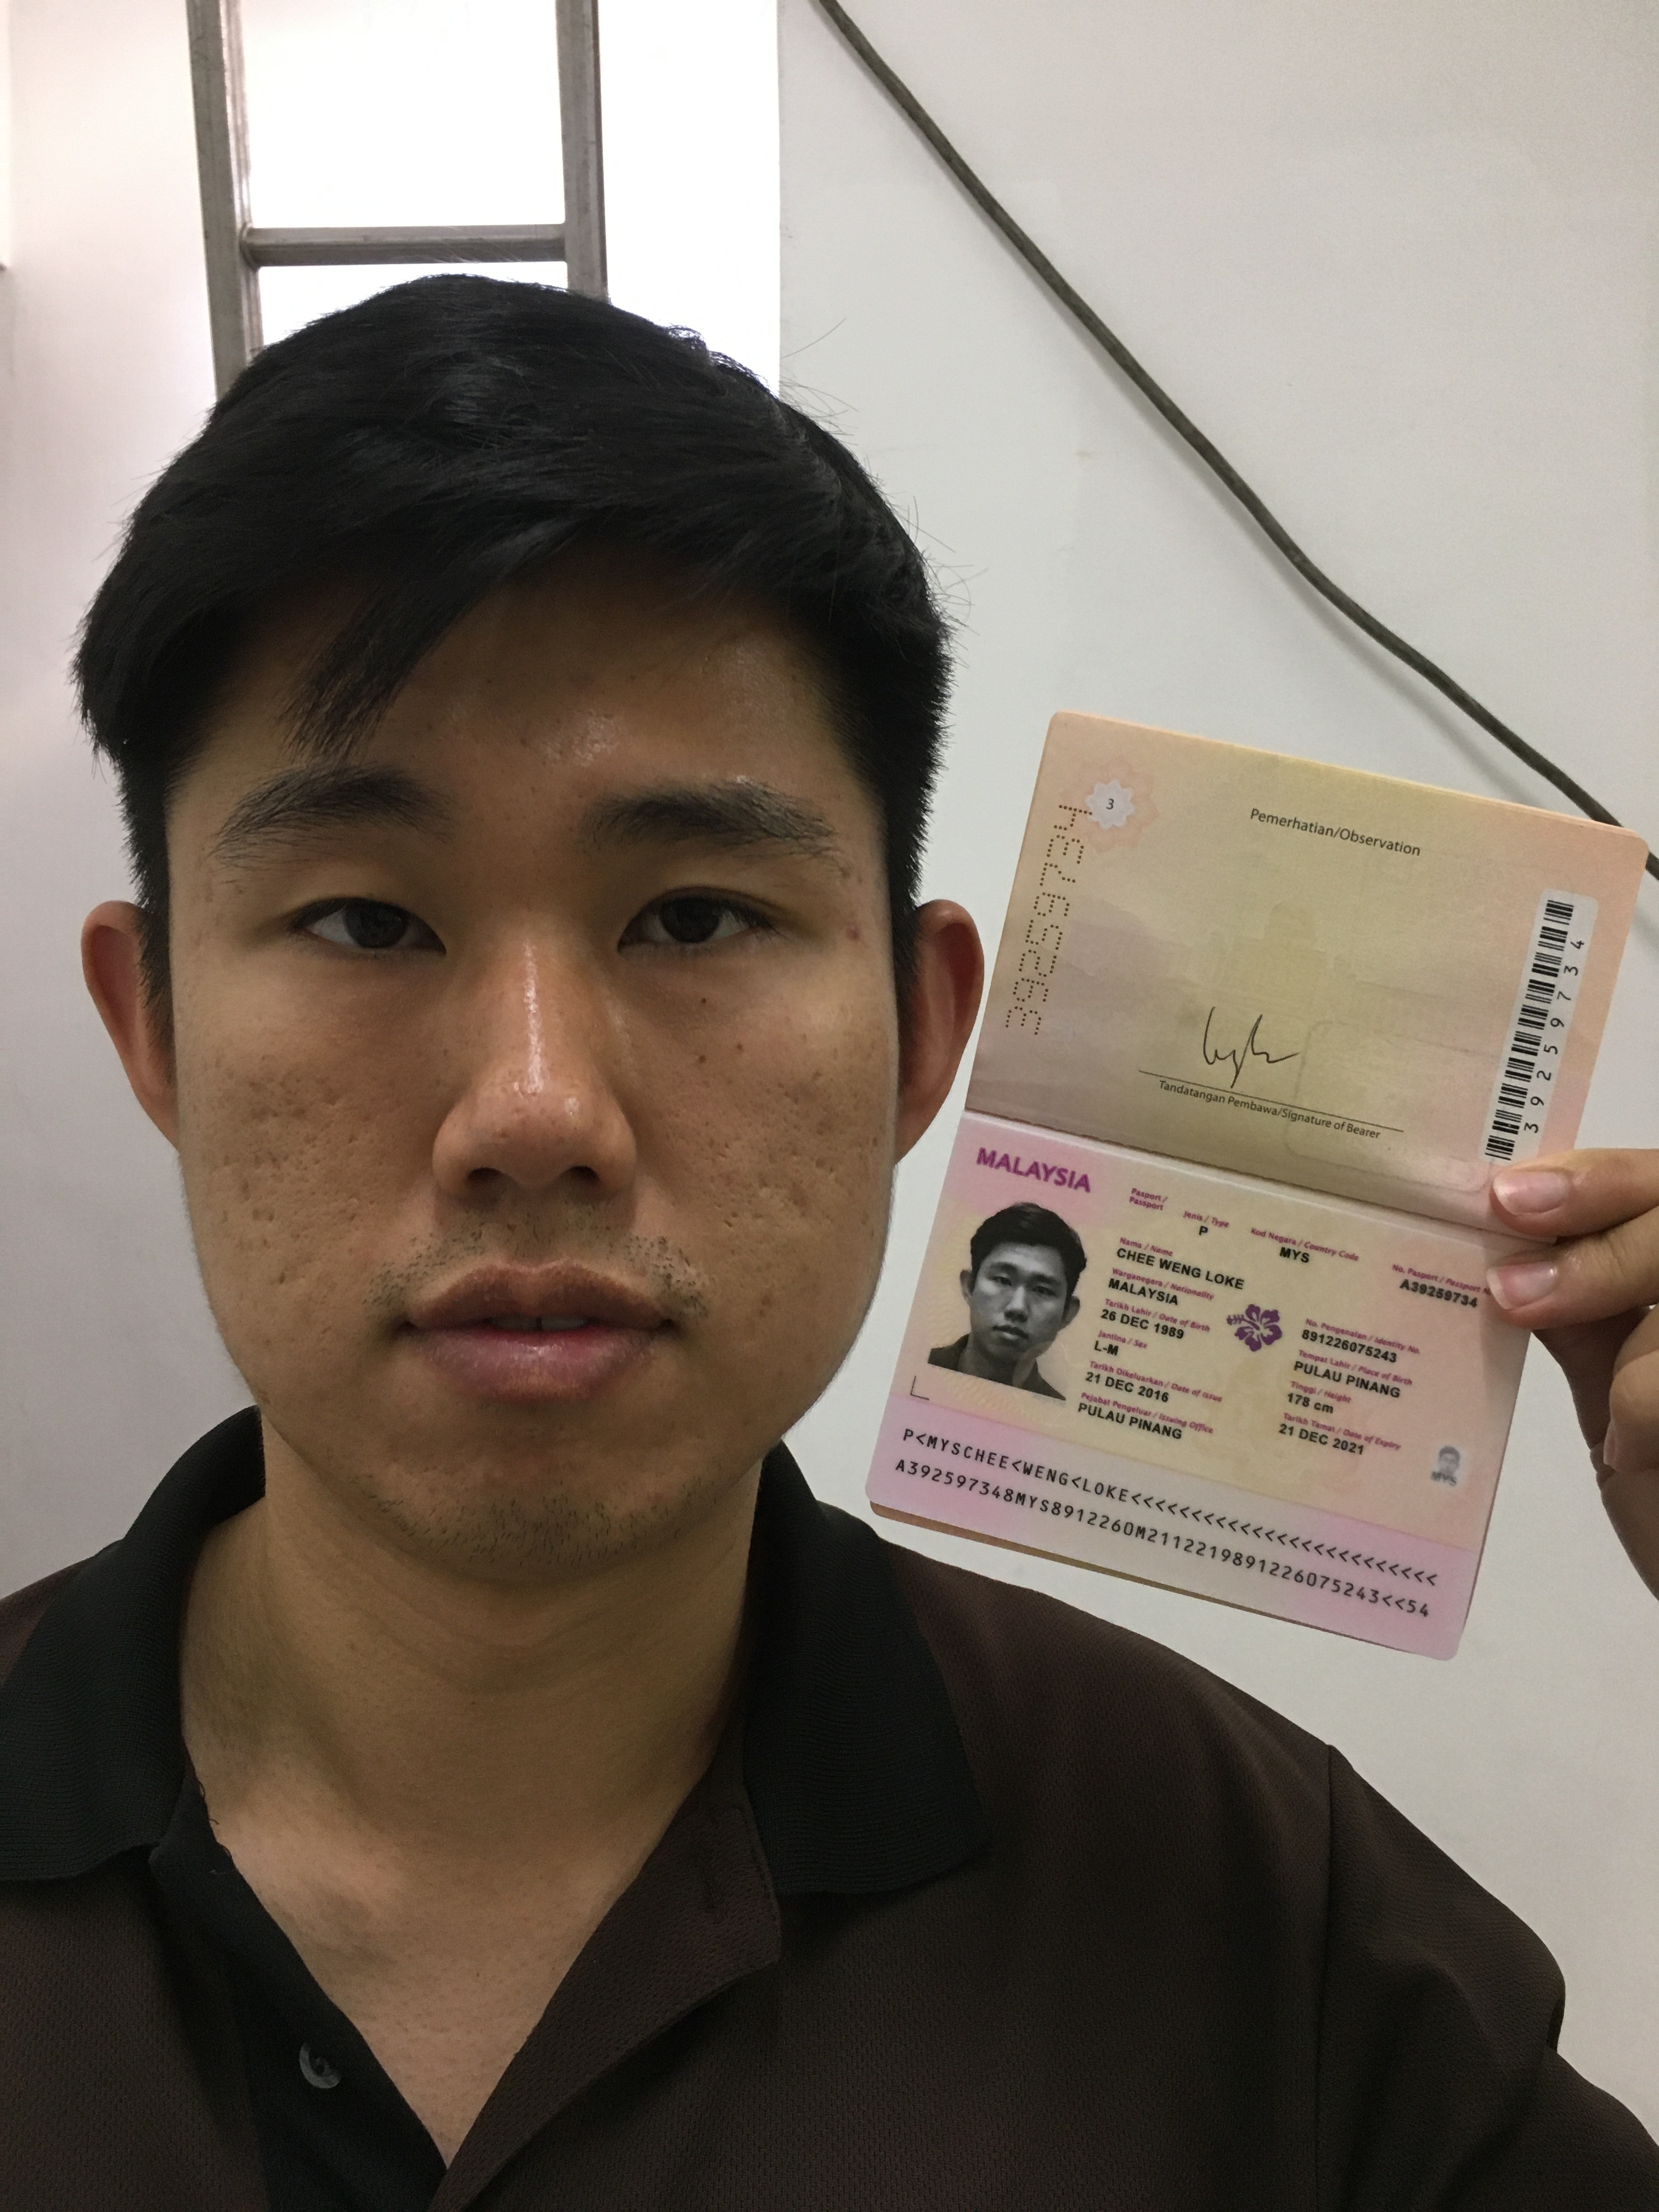 3
Pemerhatian/Observation
39259734
39259734
Tandatangan Pembawa/Signature of Bearer
MALAYSIA
Pasport /
Passport
Jenis / Type
P
Kod Negara / Country Code
MYS
No. Pasport / Passport
A39259734
Nama / Name
CHEE WENG LOKE
Warganegara / Nationality
MALAYSIA
Tarikh Lahir / Date of Birth
26 DEC 1989
No. Pengenalan / Identity No.
891226075243
Jantina / Sex
L-M
Tempat Lahir / Place of Birth
PULAU PINANG
Tarikh Dikeluarkan / Date of Issue
21 DEC 2016
Tinggi / Height
178 cm
Pejabat Pengeluar / Issuing Office
PULAU PINANG
Tarikh Tamat / Date of Expiry
21 DEC 2021
MYS
P<MYSCHEE<WENG<LOKE<<<<<<<<<<<<<<<<<<<<<<<<<
A392597348MYS8912260M2112219891226075243<<54